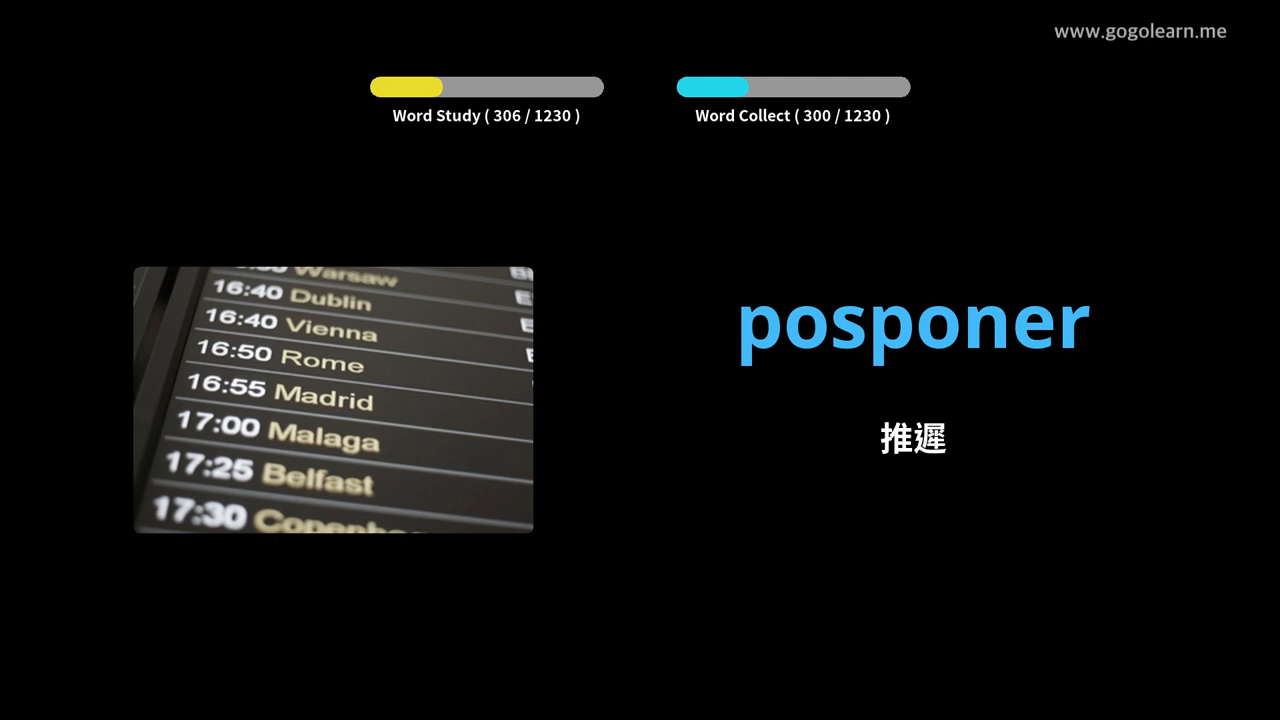 www.gogolearn.me
Word Study ( 306 / 1230 )
Word Collect ( 300 / 1230 )
Warsaw
16:40 Dublin
16:40 Vienna
16:50 Rome
16:55 Madrid
17:00 Malaga
17:25 Belfast
17:30
posponer
推遲